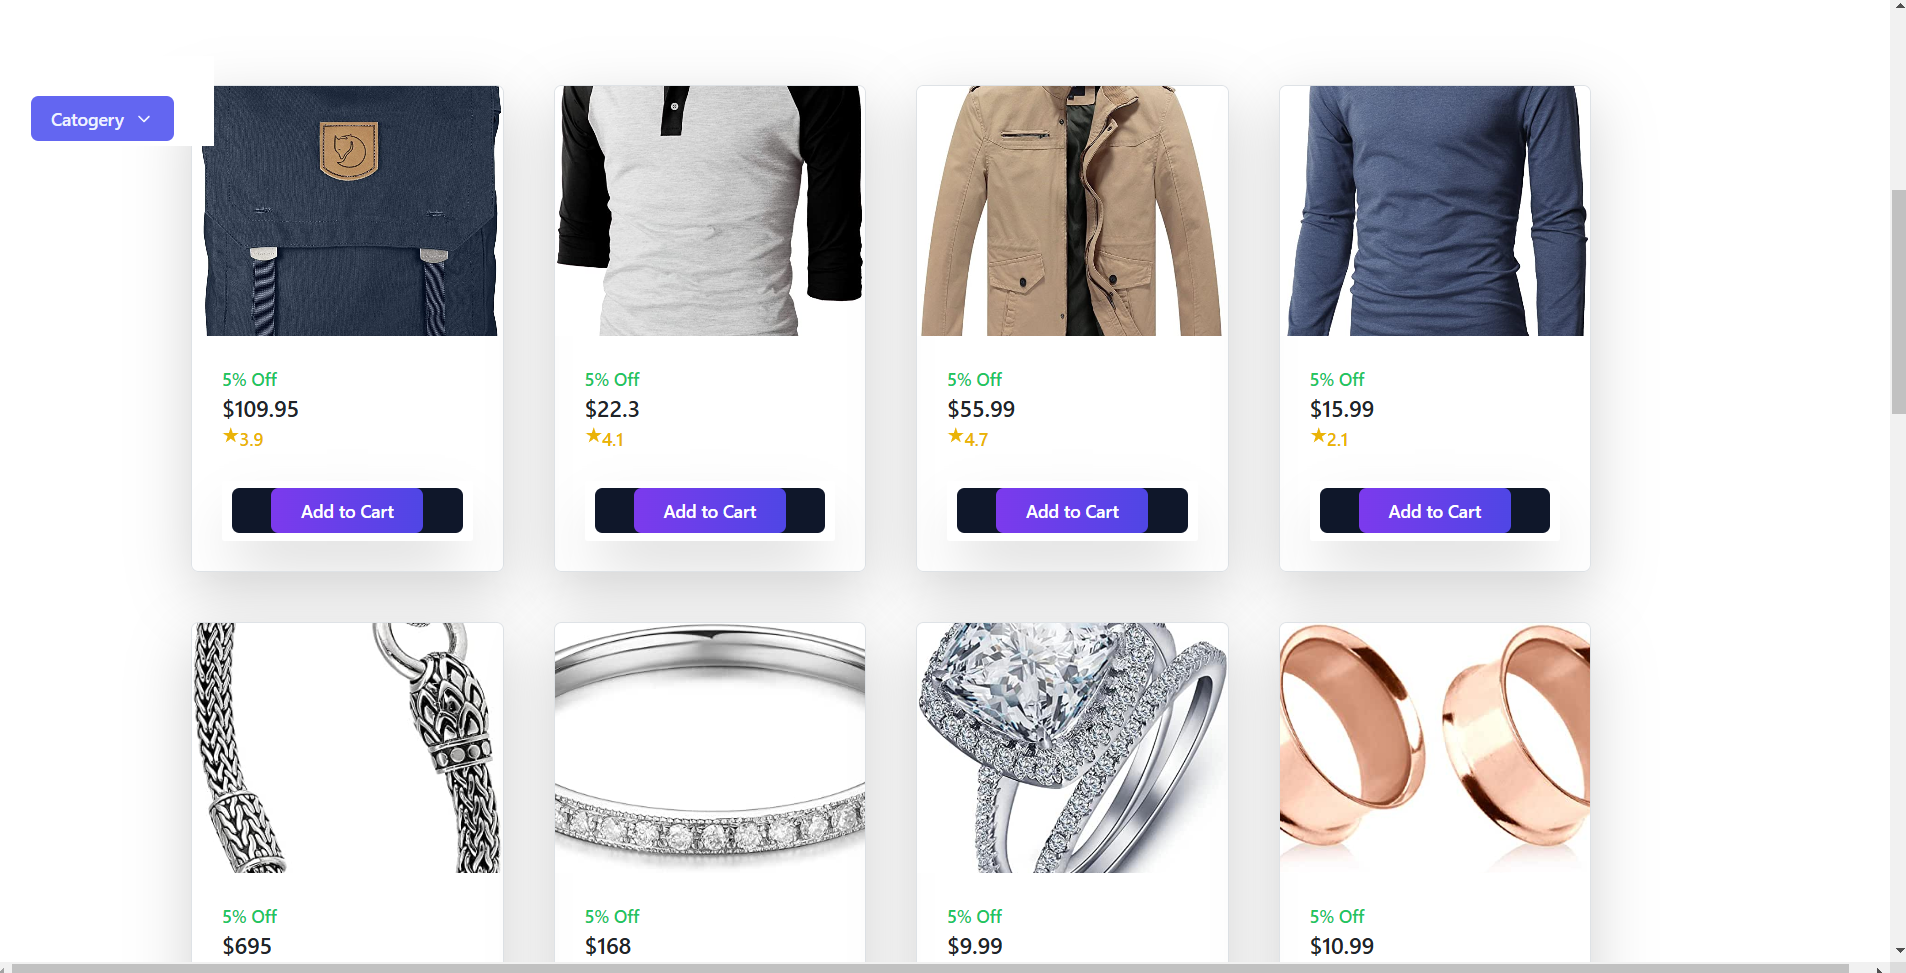 Catogery
5% Off
$109.95
★3.9
Add to Cart
5% Off
$22.3
★4.1
Add to Cart
5% Off
$55.99
★4.7
Add to Cart
5% Off
$15.99
★2.1
Add to Cart
5% Off
$695
5% Off
$168
5% Off
$9.99
5% Off
$10.99